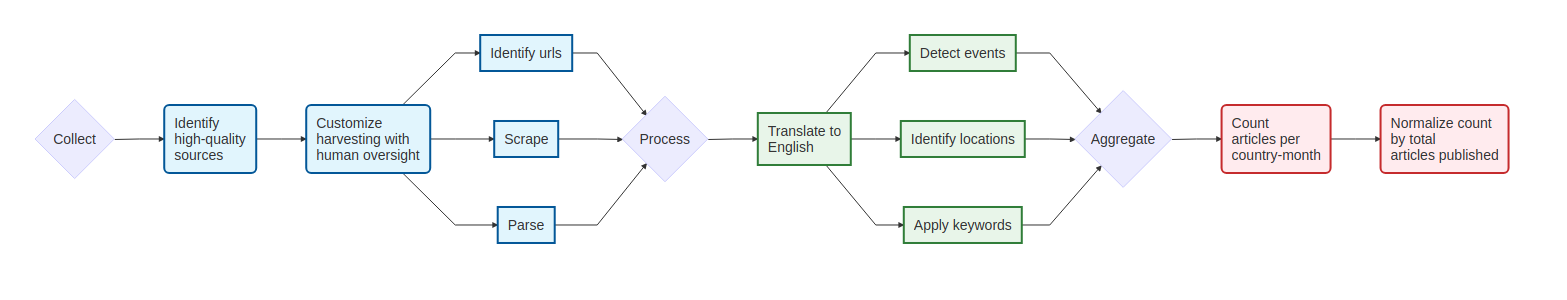 Collect
Identify
high-quality
sources
Customize
harvesting with
human oversight
Identify urls
Scrape
Parse
Process
Translate to
English
Detect events
Identify locations
Apply keywords
Aggregate
Count
articles per
country-month
Normalize count
by total
articles published